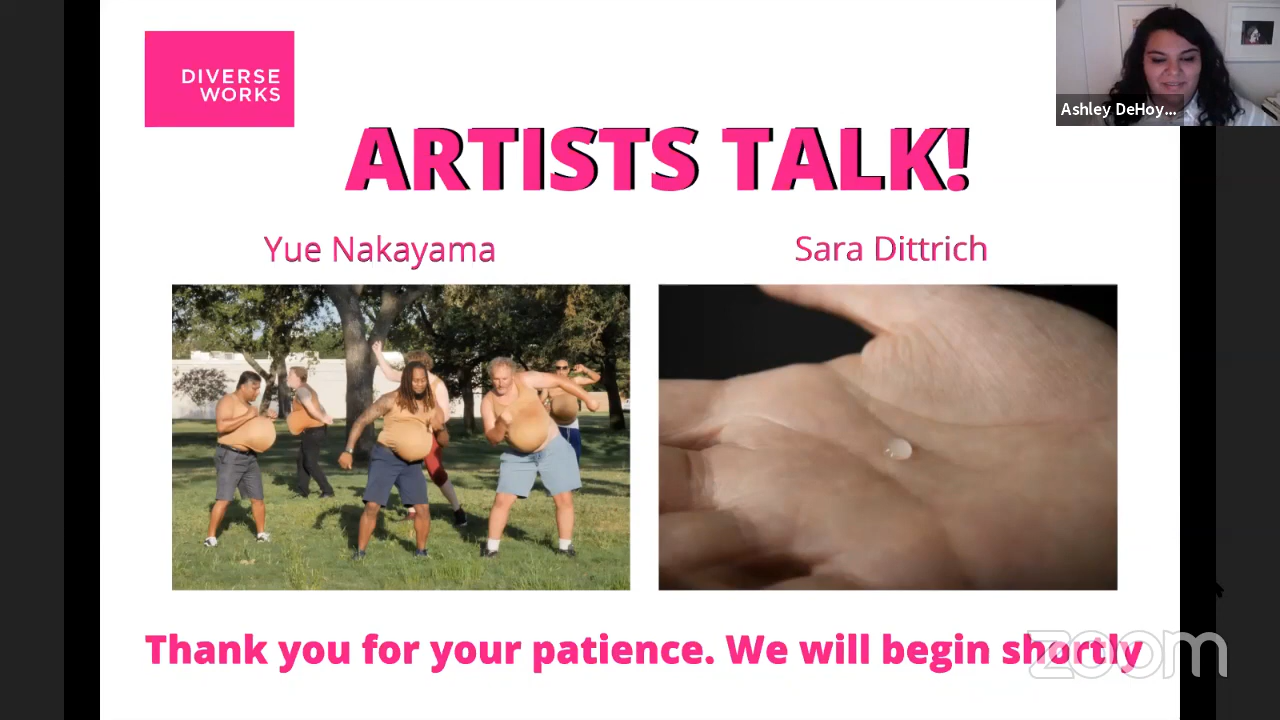 DIVERSE
WORKS
Ashley DeHoy...
ARTISTS TALK!
Yue Nakayama
Sara Dittrich
Thank you for your patience. We will begin shortly
zoom